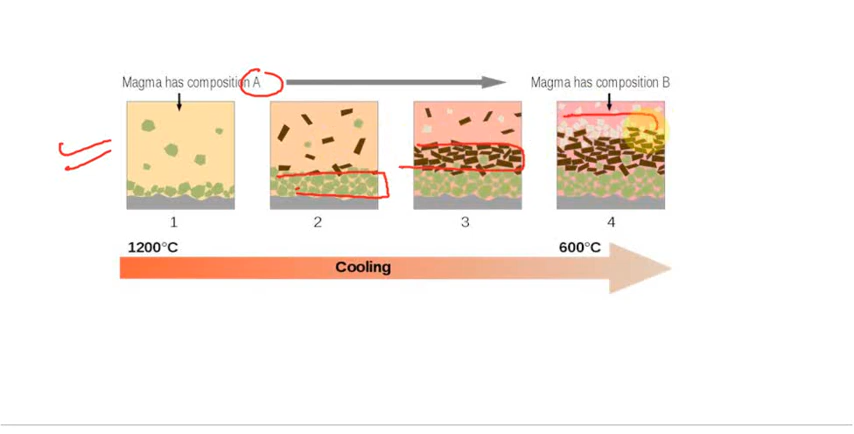 Magma has composition A
Magma has composition B
1
2
3
4
1200°C
600°C
Cooling